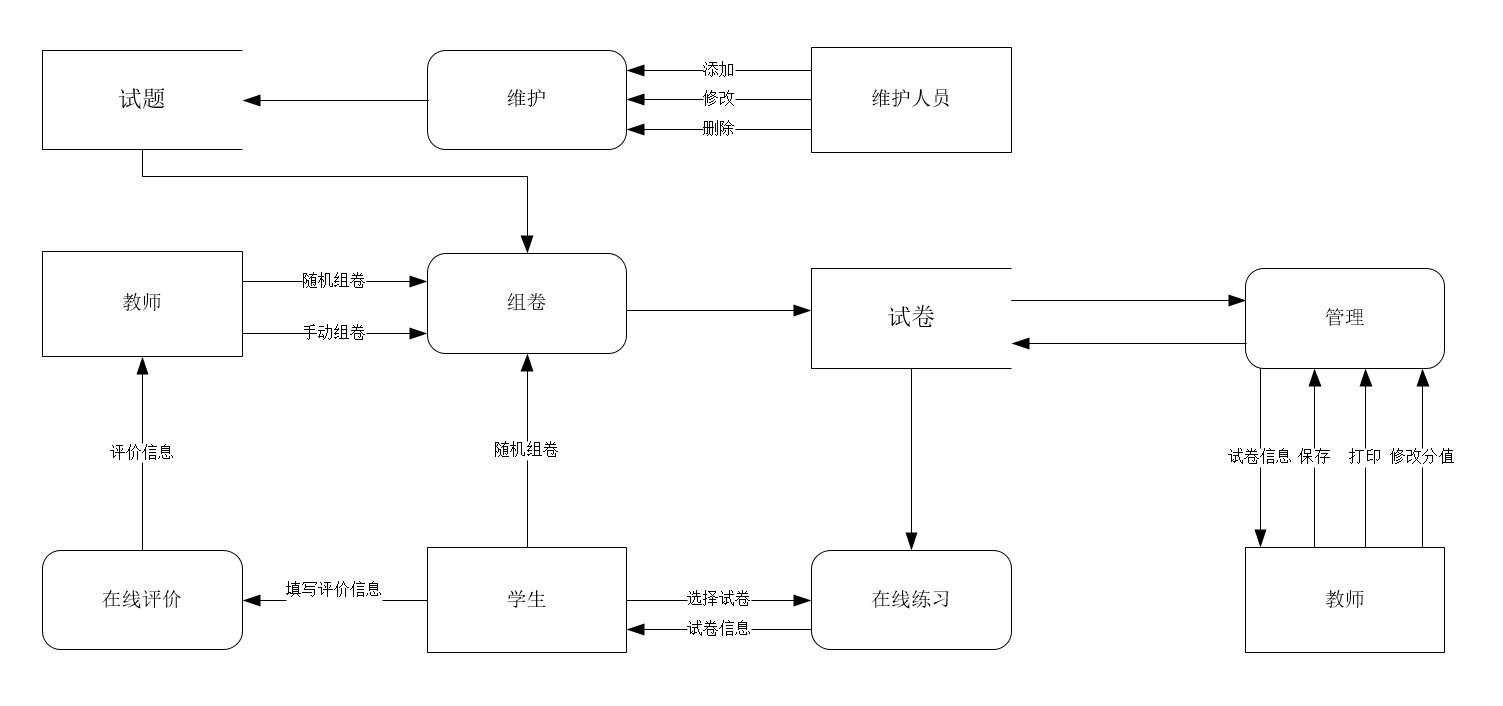 试题
维护
添加
修改
删除
维护人员
教师
随机组卷
手动组卷
组卷
试卷
管理
评价信息
随机组卷
试卷信息
保存
打印
修改分值
在线评价
填写评价信息
学生
选择试卷
试卷信息
在线练习
教师